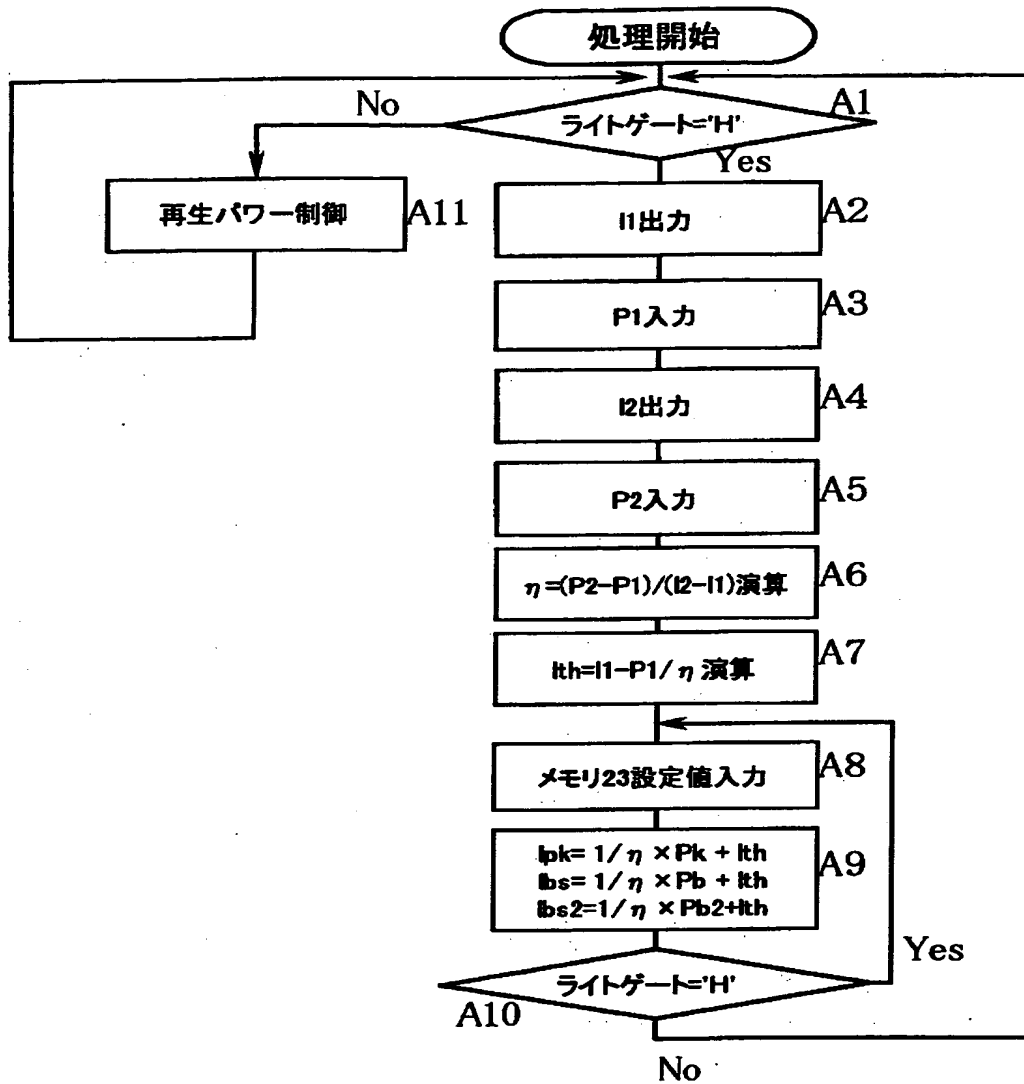 処理開始
No
ライトゲート='H'
A1
Yes
再生パワー制御
A11
I1出力
A2
P1入力
A3
I2出力
A4
P2入力
A5
η=(P2-P1)/(I2-I1)演算
A6
Ith=I1-P1/η 演算
A7
メモリ23設定値入力
A8
Ipk= 1/η ×Pk + Ith
Ibs= 1/η ×Pb + Ith
Ibs2=1/η ×Pb2+Ith
A9
Yes
ライトゲート='H'
A10
No